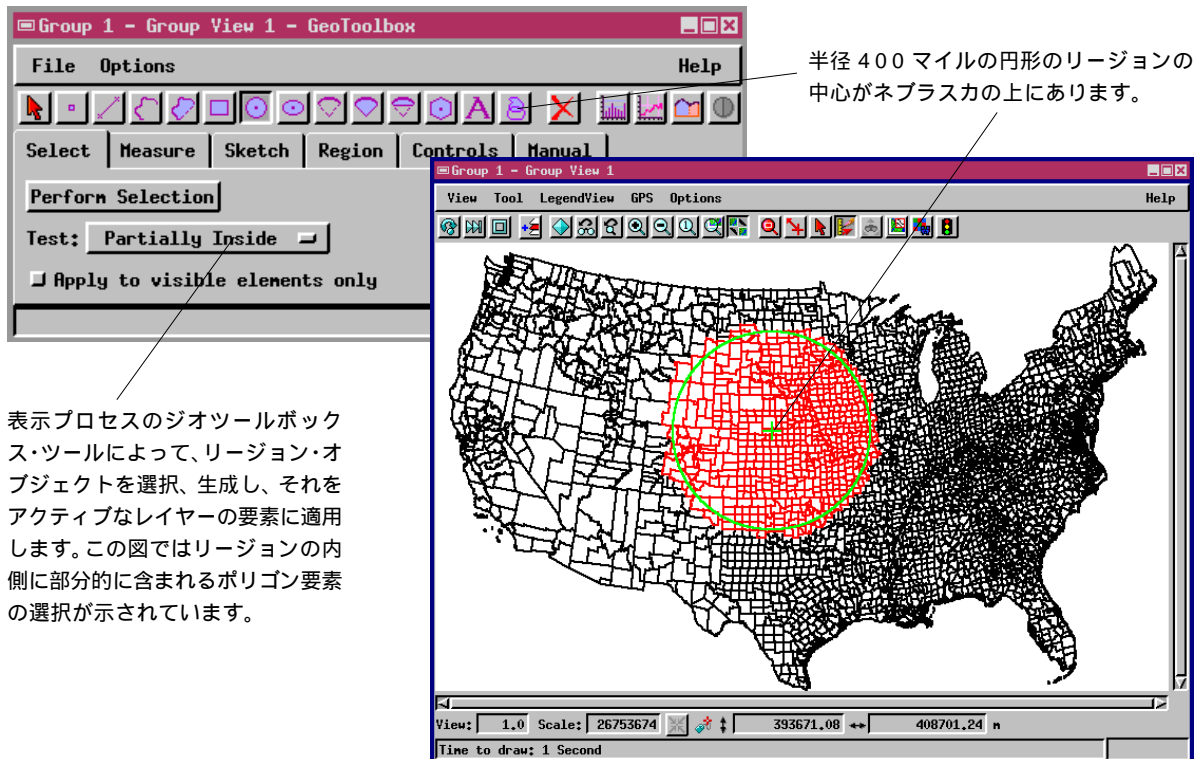 Group 1 - Group View 1 - GeoToolbox
File Options Help
Select Measure Sketch Region Controls Manual
Perform Selection
Test: Partially Inside
Apply to visible elements only
半径400マイルの円形のリージョンの
中心がネブラスカの上にあります。
Group 1 - Group View 1
View Tool LegendView GPS Options Help
View: 1.0 Scale: 26753674 393671.08 408701.24 m
Time to draw: 1 Second
表示プロセスのジオツールボック
ス・ツールによって、リージョン・オ
ブジェクトを選択、生成し、それを
アクティブなレイヤーの要素に適用
します。この図ではリージョンの内
側に部分的に含まれるポリゴン要素
の選択が示されています。